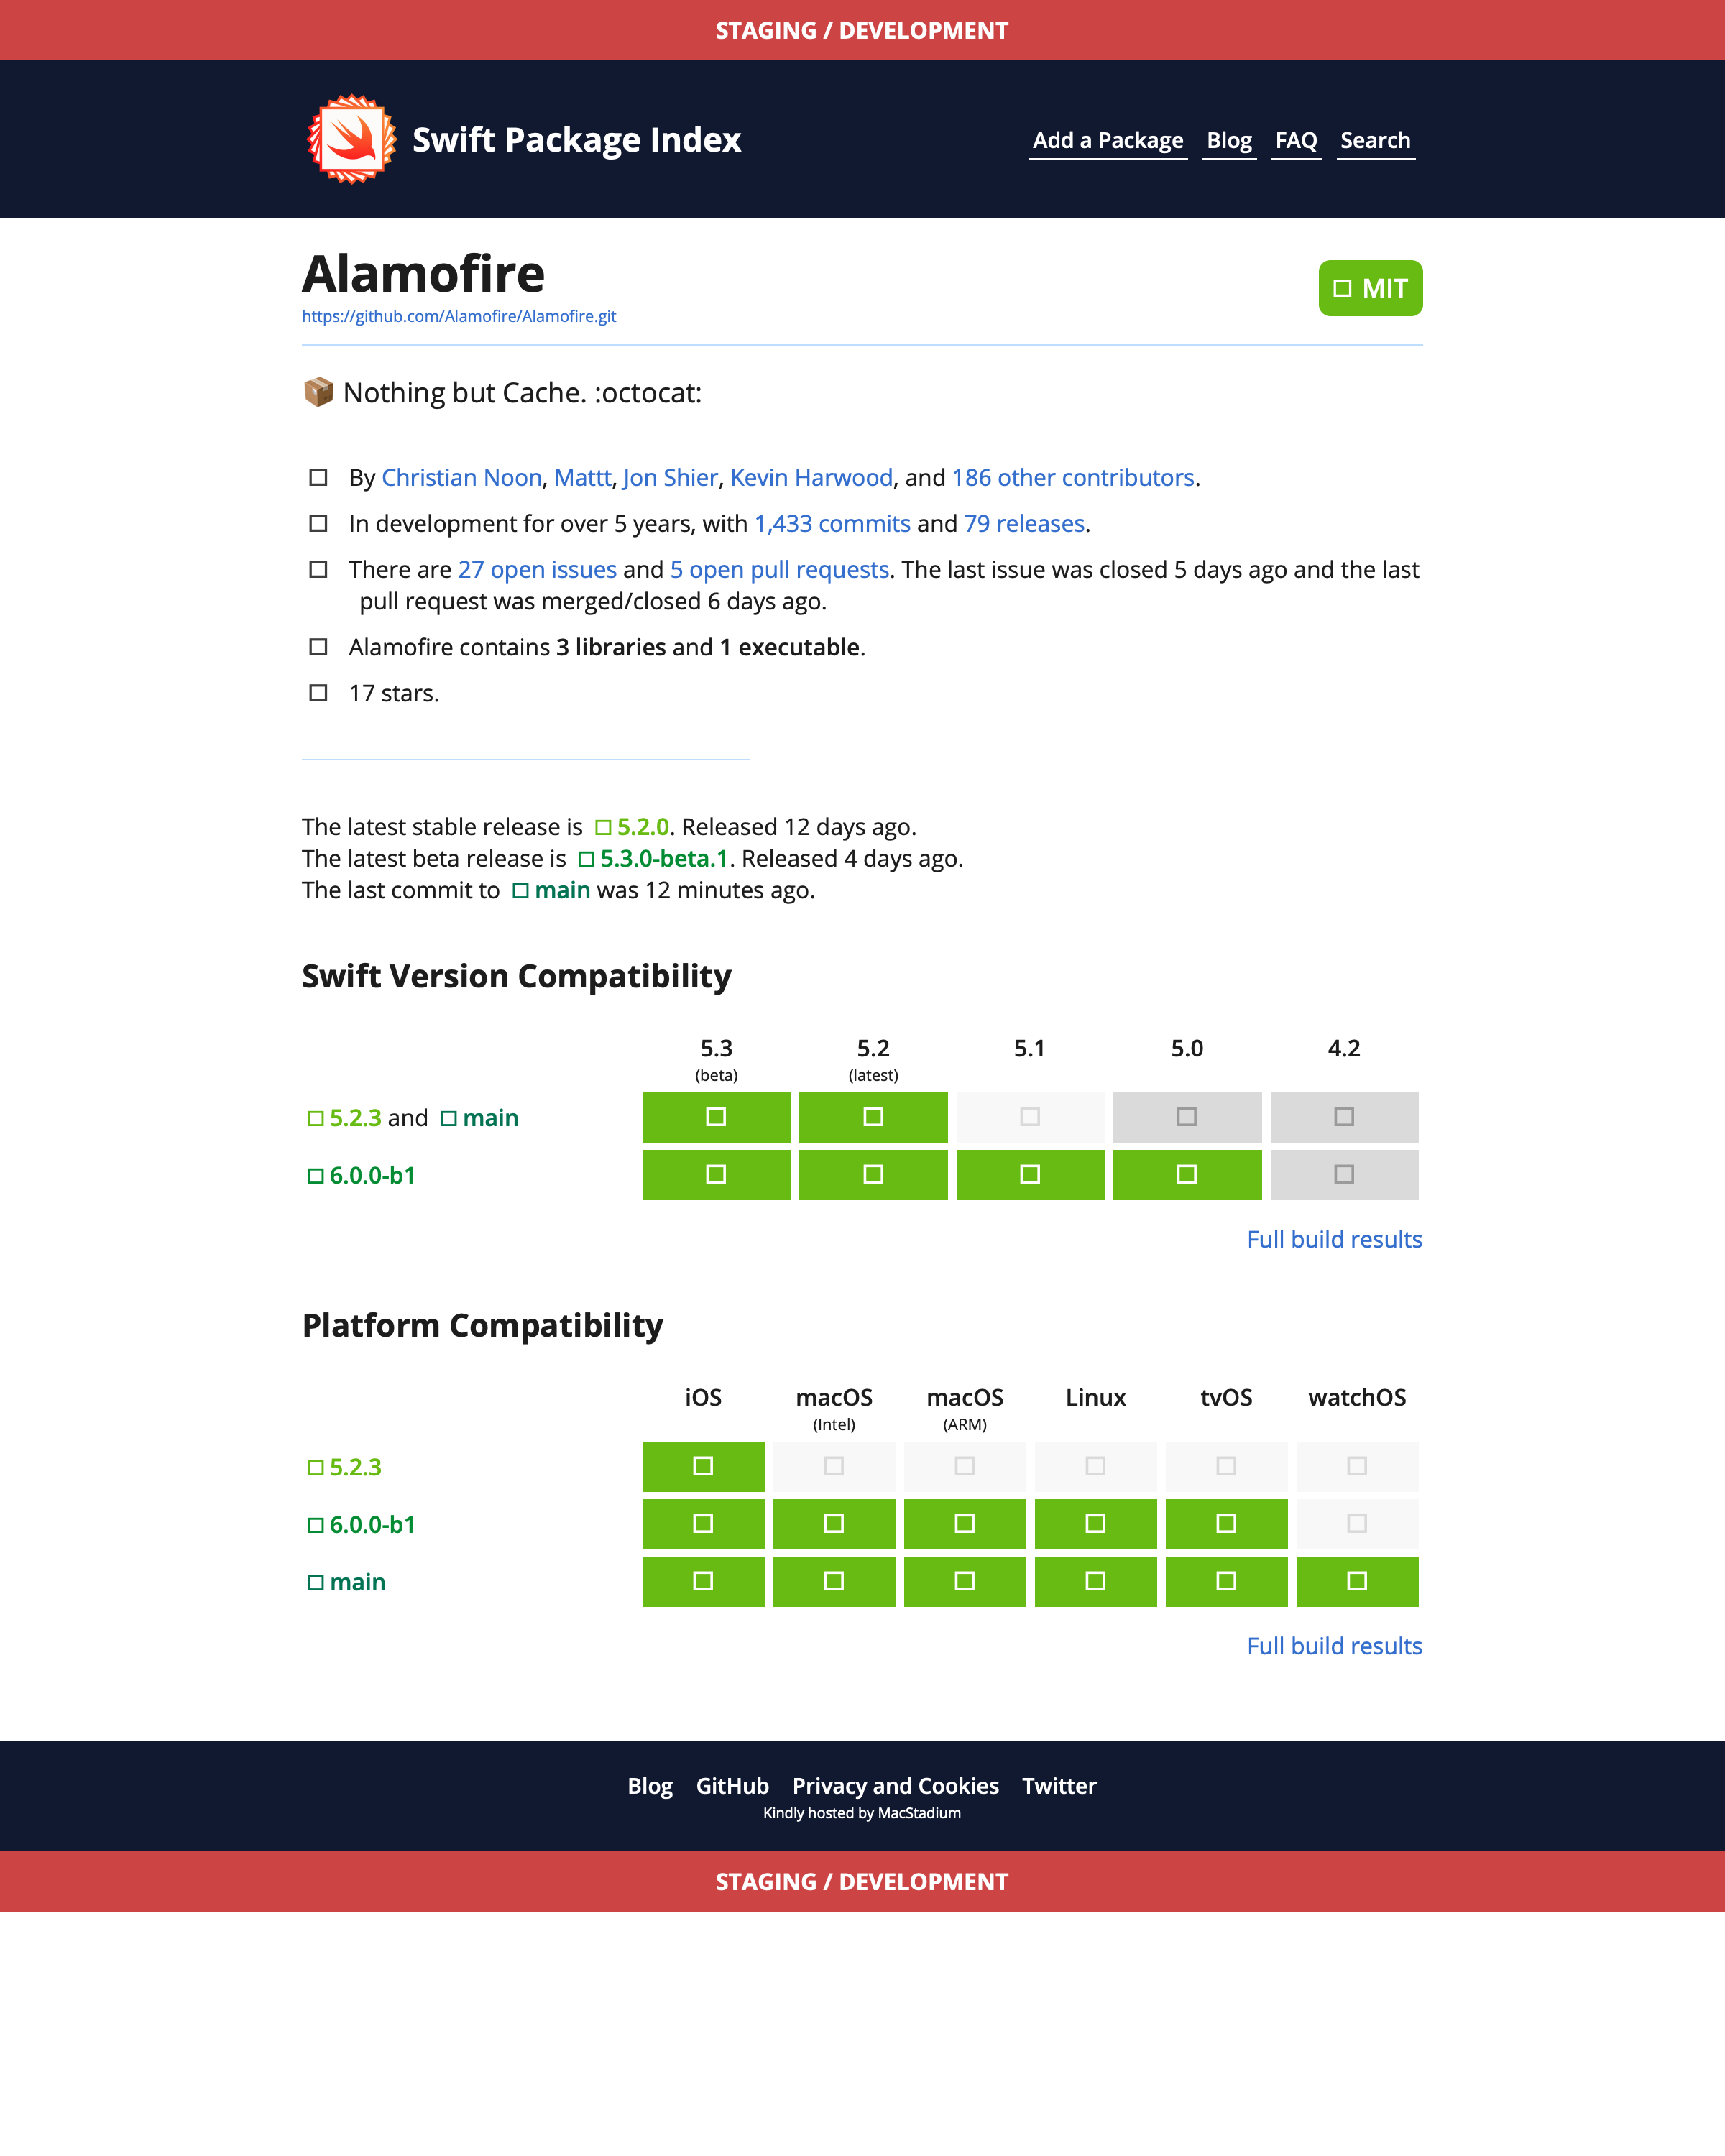 STAGING / DEVELOPMENT
Swift Package Index
Add a Package Blog FAQ Search
Alamofire
MIT
https://github.com/Alamofire/Alamofire.git
📦 Nothing but Cache. :octocat:
By Christian Noon, Mattt, Jon Shier, Kevin Harwood, and 186 other contributors.
In development for over 5 years, with 1,433 commits and 79 releases.
There are 27 open issues and 5 open pull requests. The last issue was closed 5 days ago and the last
pull request was merged/closed 6 days ago.
Alamofire contains 3 libraries and 1 executable.
17 stars.
The latest stable release is 5.2.0. Released 12 days ago.
The latest beta release is 5.3.0-beta.1. Released 4 days ago.
The last commit to main was 12 minutes ago.
Swift Version Compatibility
5.3 5.2 5.1 5.0 4.2
(beta) (latest)
5.2.3 and main
6.0.0-b1
Full build results
Platform Compatibility
iOS macOS macOS Linux tvOS watchOS
(Intel) (ARM)
5.2.3
6.0.0-b1
main
Full build results
Blog GitHub Privacy and Cookies Twitter
Kindly hosted by MacStadium
STAGING / DEVELOPMENT